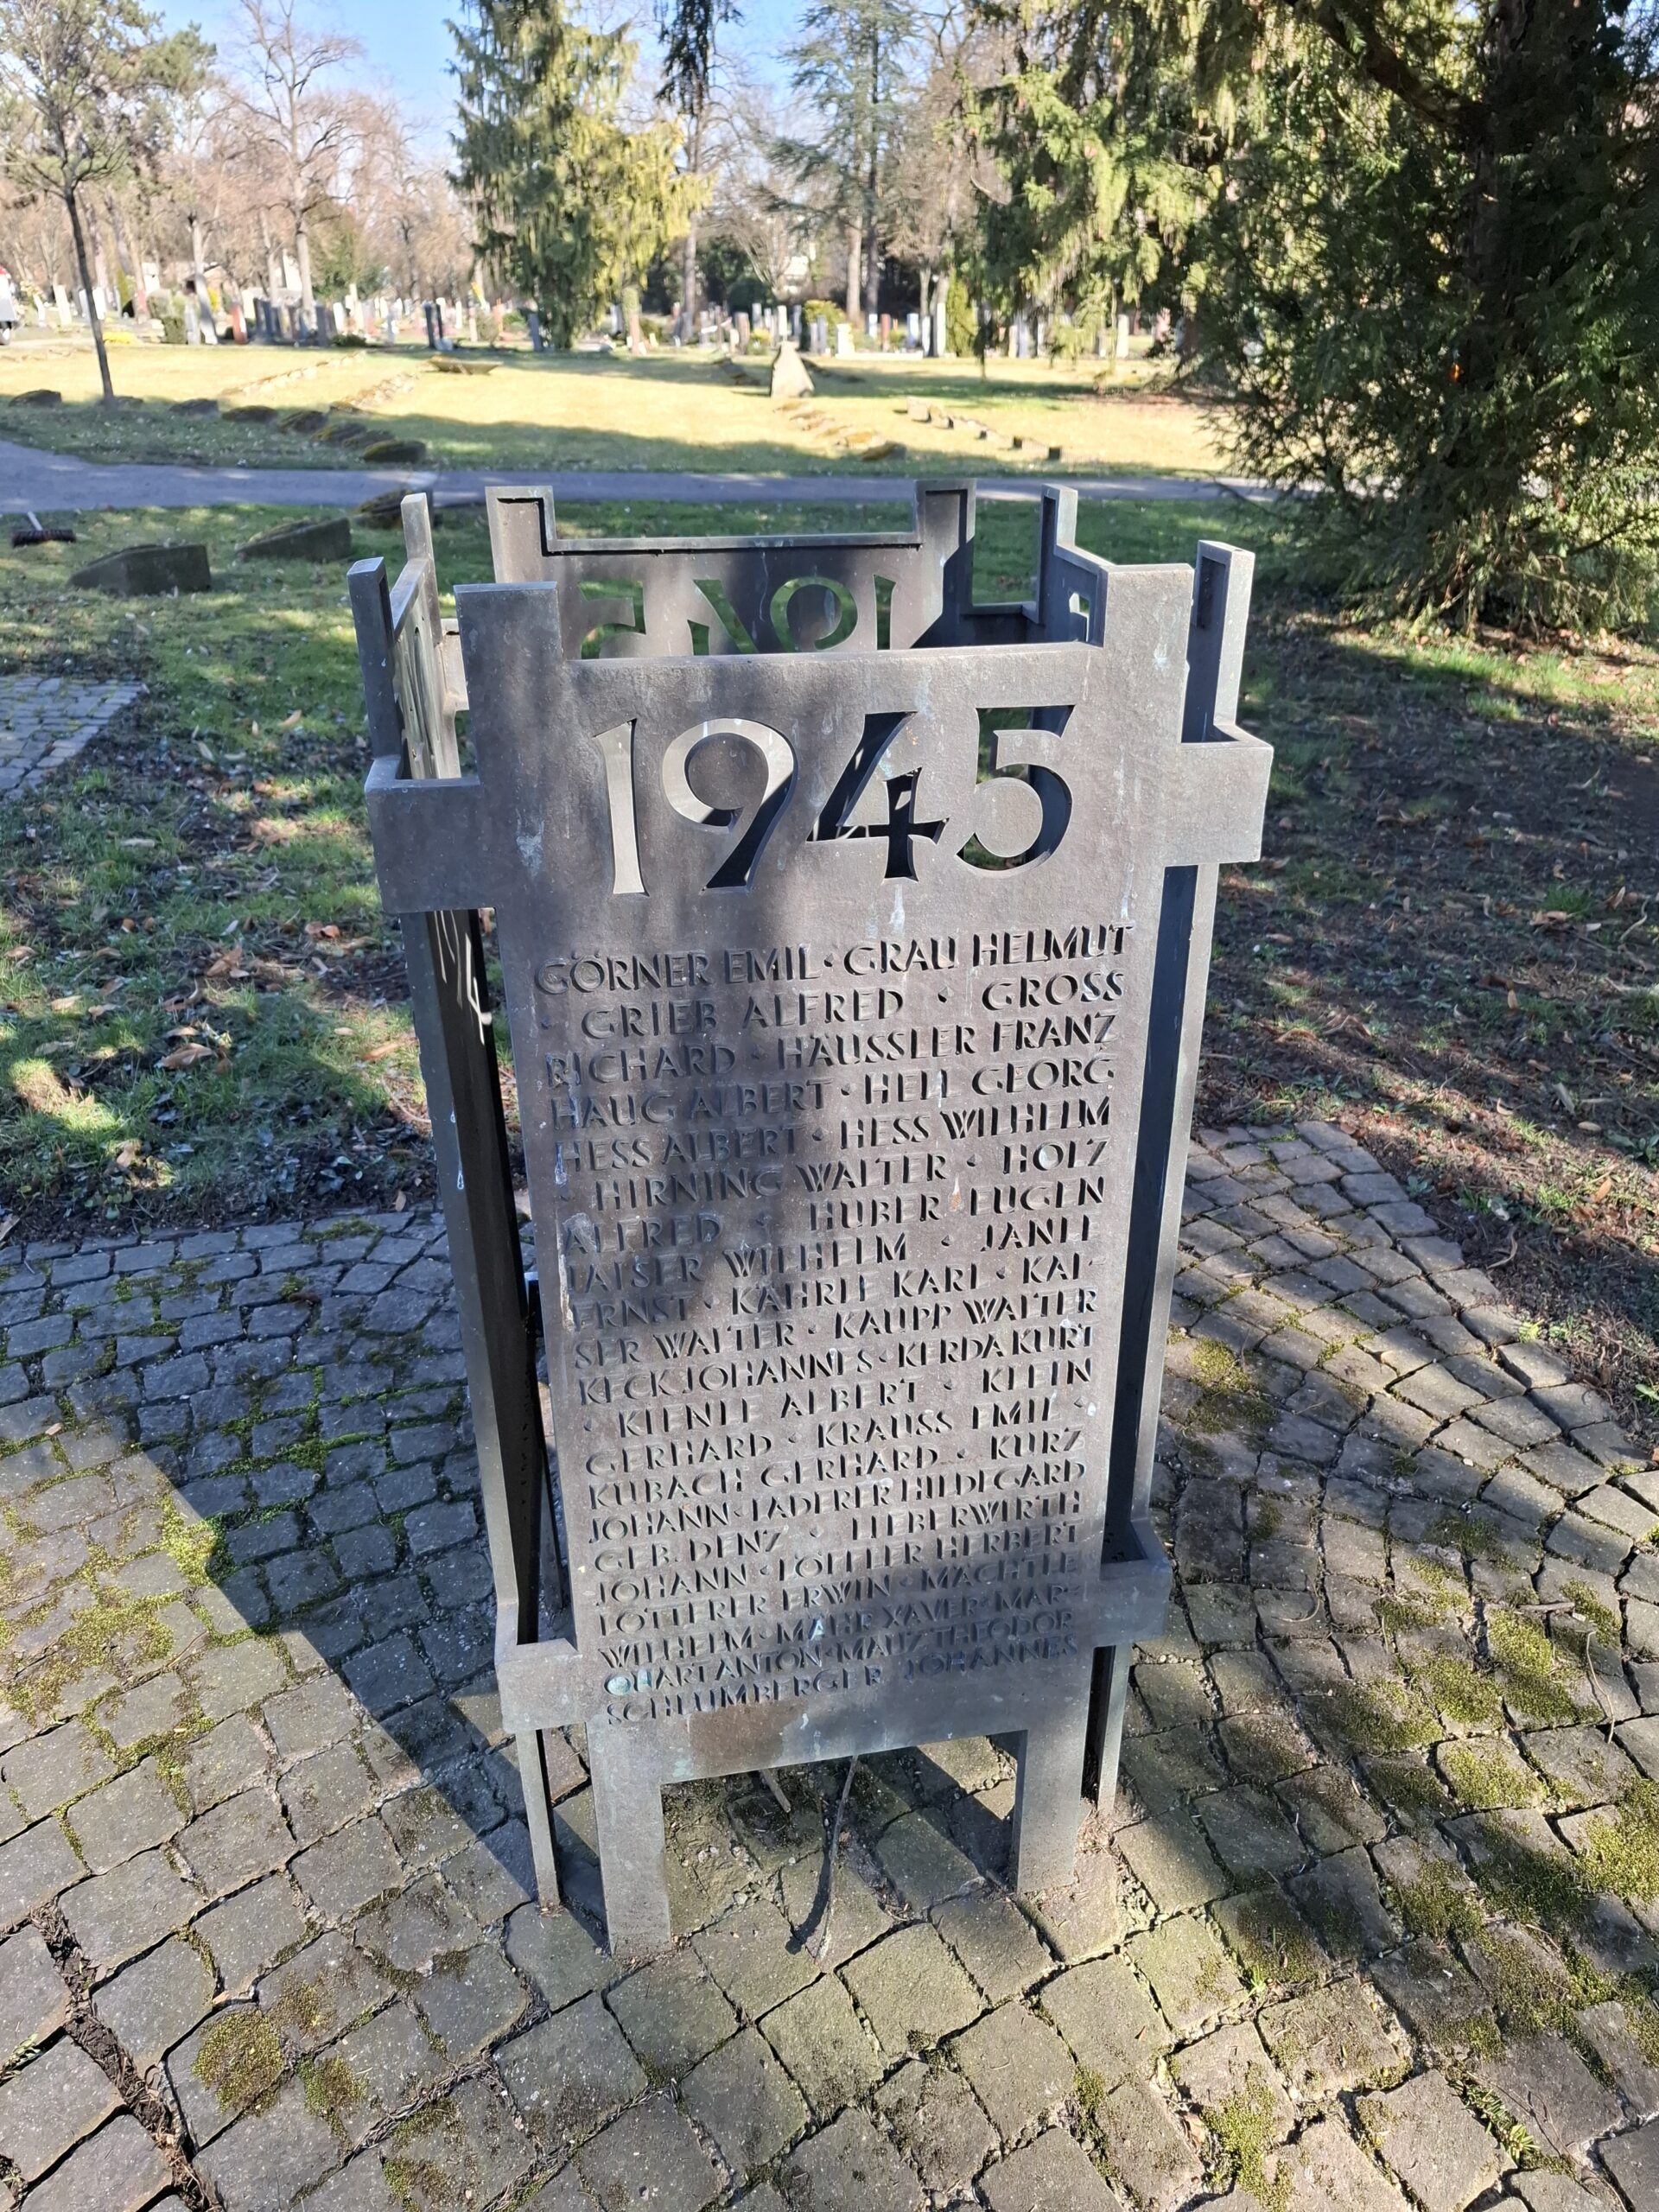 1945
GÖRNER EMIL · GRAU HELMUT
· GRIEB ALFRED · GROSS
RICHARD · HÄUSSLER FRANZ
HAUG ALBERT · HELL GEORG
HESS ALBERT · HESS WILHELM
· HIRNING WALTER · HOLZ
ALFRED · HUBER EUGEN
WILHELM · JANLE
ERNST · KÄHRLE KARL · KAI-
SER WALTER · KAUPP WALTER
KECK JOHANNES · KERDA KURT
· KIENLE ALBERT · KLEIN
GERHARD · KRAUSS EMIL ·
KUBACH GERHARD · KURZ
JOHANN · LADERER HILDEGARD
GEB. DENZ · LIEBERWIRTH
JOHANN · LÖFFLER HERBERT
LOTTERER ERWIN · MÄCHTLE
WILHELM · MAHR XAVER · MAR-
QUART ANTON · MAUZ THEODOR
SCHLUMBERGER JOHANNES